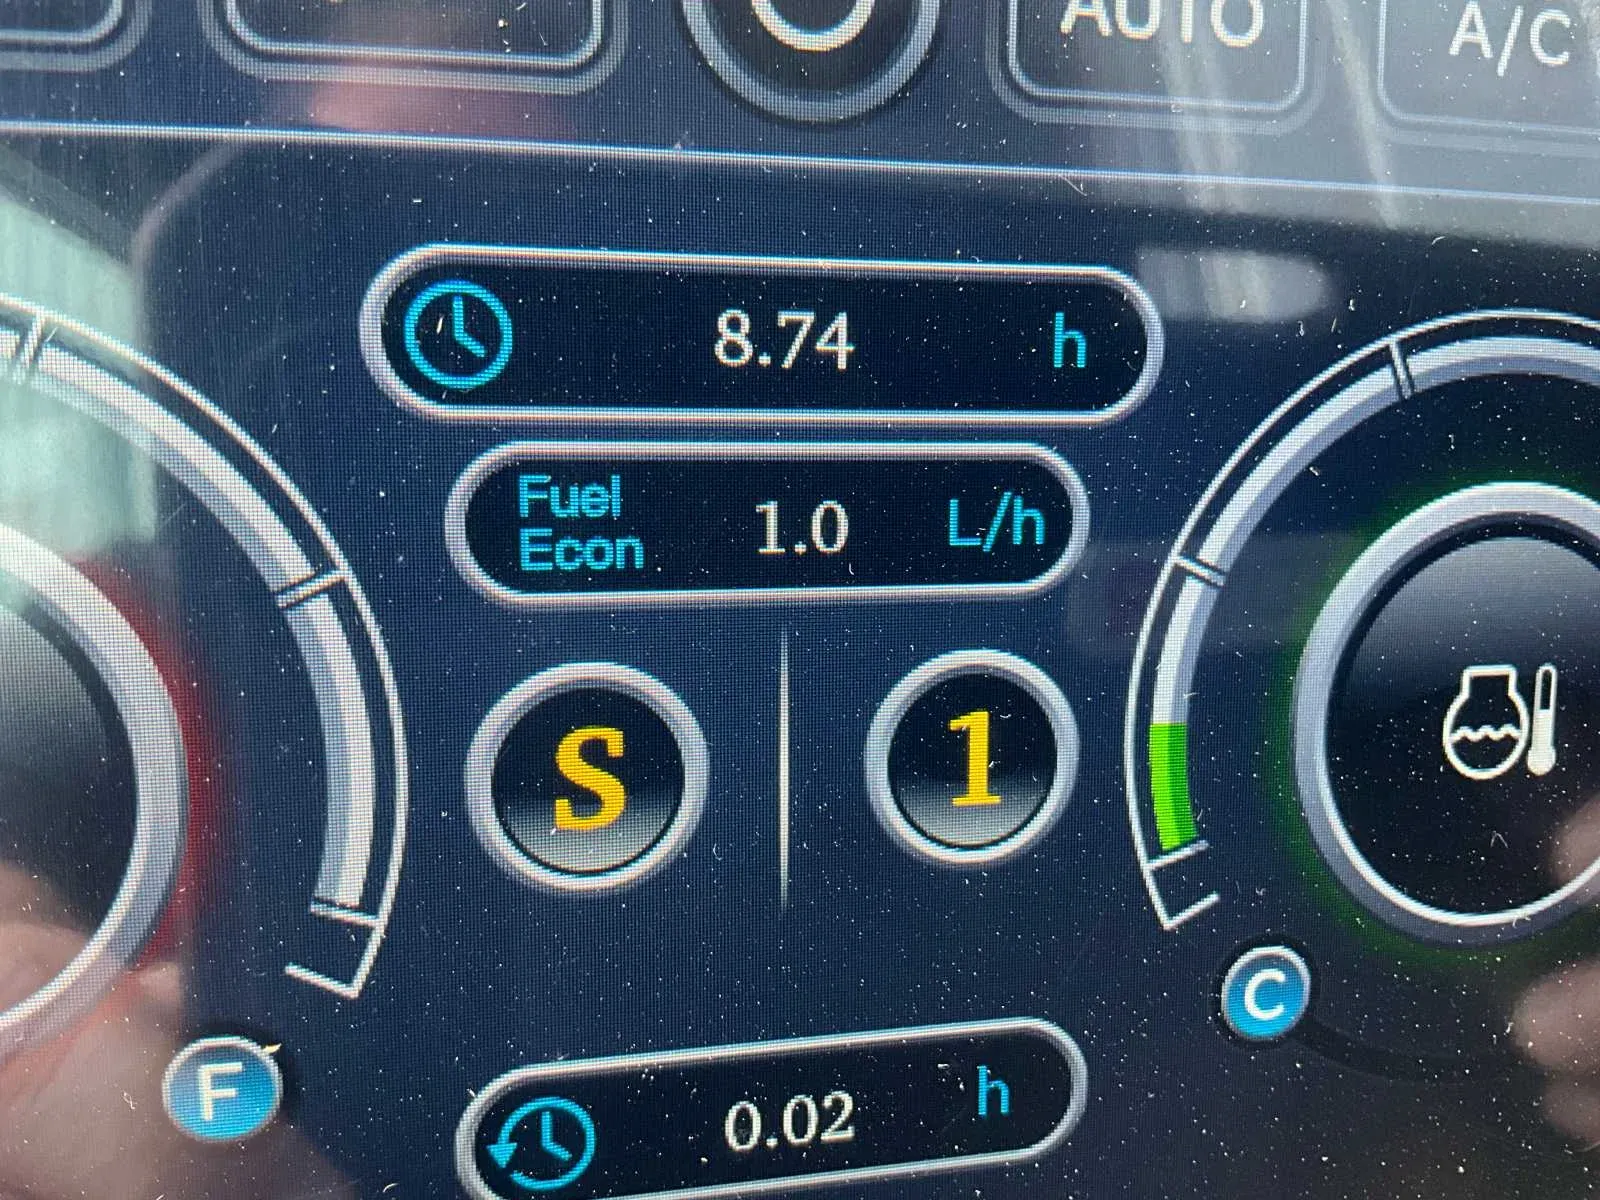 AUTO
A/C
8.74 h
Fuel
Econ
1.0 L/h
S
1
C
F
0.02 h